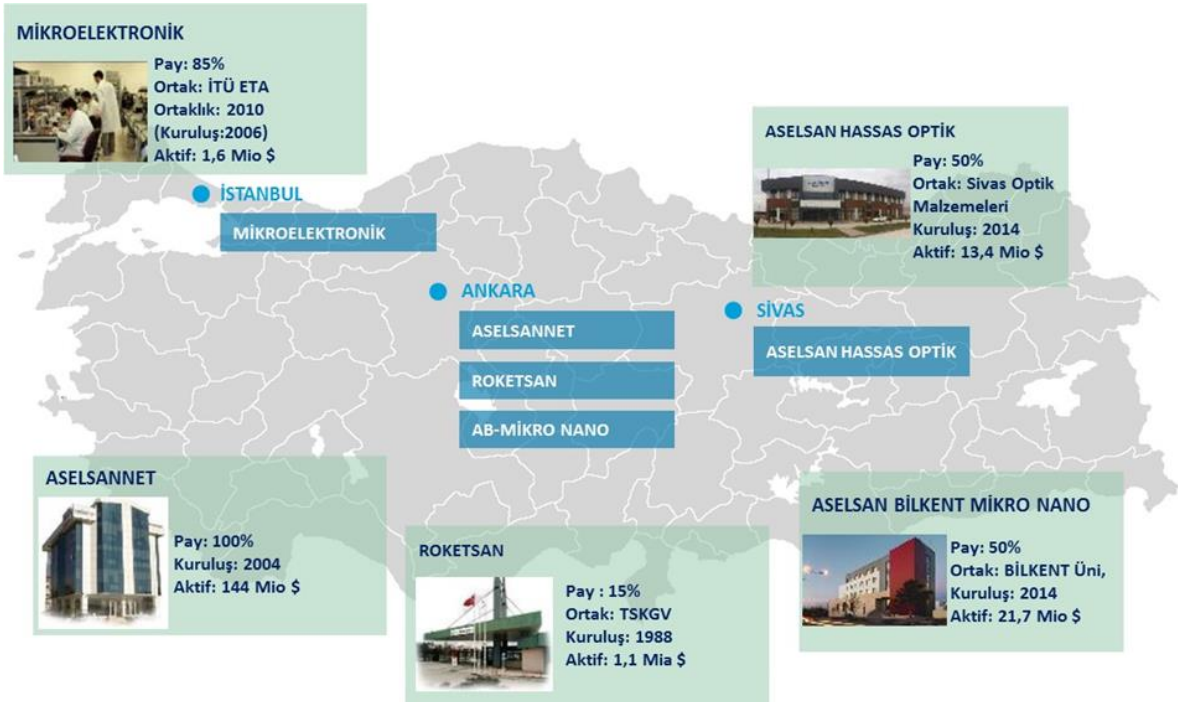 MİKROELEKTRONİK
Pay: 85%
Ortak: İTÜ ETA
Ortaklık: 2010
(Kuruluş:2006)
Aktif: 1,6 Mio $
ASELSAN HASSAS OPTİK
Pay: 50%
Ortak: Sivas Optik
Malzemeleri
Kuruluş: 2014
Aktif: 13,4 Mio $
İSTANBUL
MİKROELEKTRONİK
ANKARA
ASELSANNET
ROKETSAN
AB-MİKRO NANO
SİVAS
ASELSAN HASSAS OPTİK
ASELSANNET
Pay: 100%
Kuruluş: 2004
Aktif: 144 Mio $
ROKETSAN
Pay : 15%
Ortak: TSKGV
Kuruluş: 1988
Aktif: 1,1 Mia $
ASELSAN BİLKENT MİKRO NANO
Pay: 50%
Ortak: BİLKENT Üni,
Kuruluş: 2014
Aktif: 21,7 Mio $